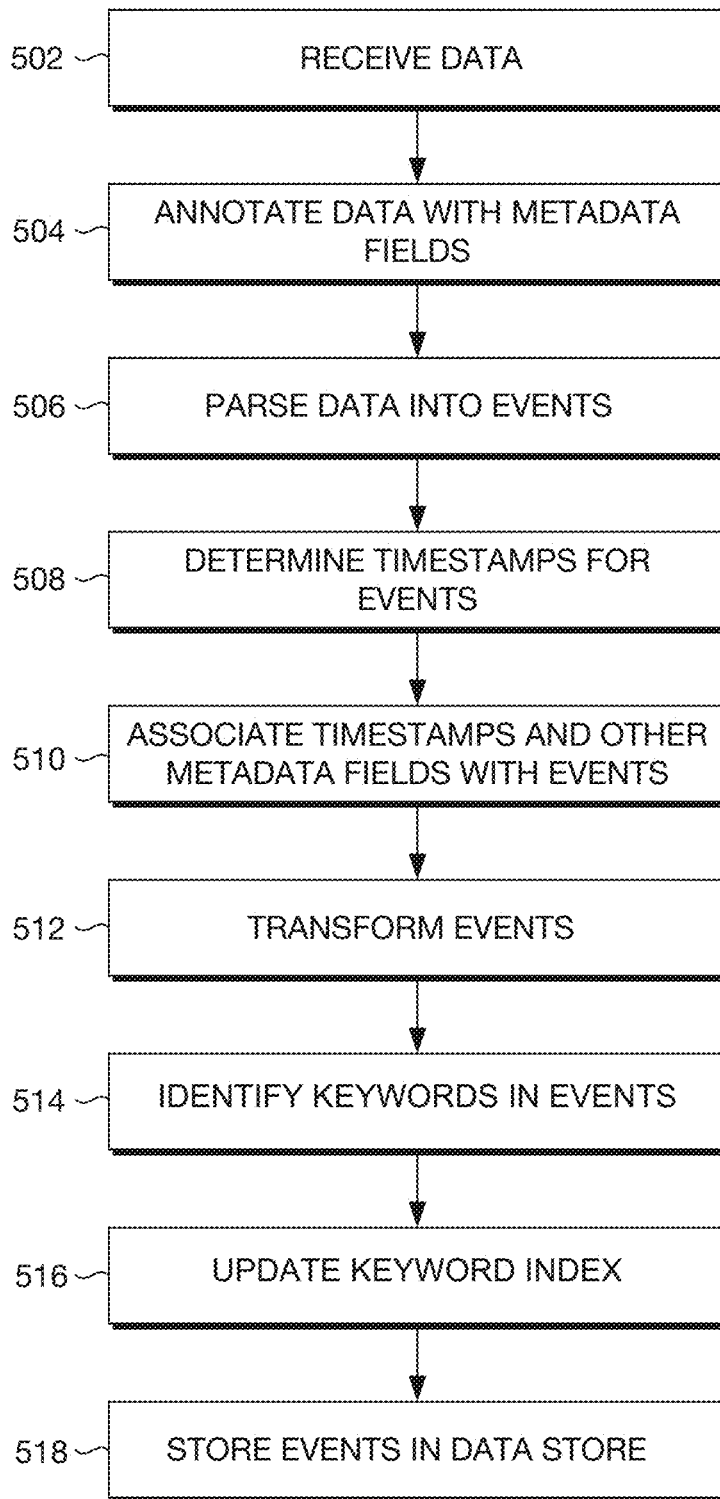 502 RECEIVE DATA
504 ANNOTATE DATA WITH METADATA
FIELDS
506 PARSE DATA INTO EVENTS
508 DETERMINE TIMESTAMPS FOR
EVENTS
510 ASSOCIATE TIMESTAMPS AND OTHER
METADATA FIELDS WITH EVENTS
512 TRANSFORM EVENTS
514 IDENTIFY KEYWORDS IN EVENTS
516 UPDATE KEYWORD INDEX
518 STORE EVENTS IN DATA STORE